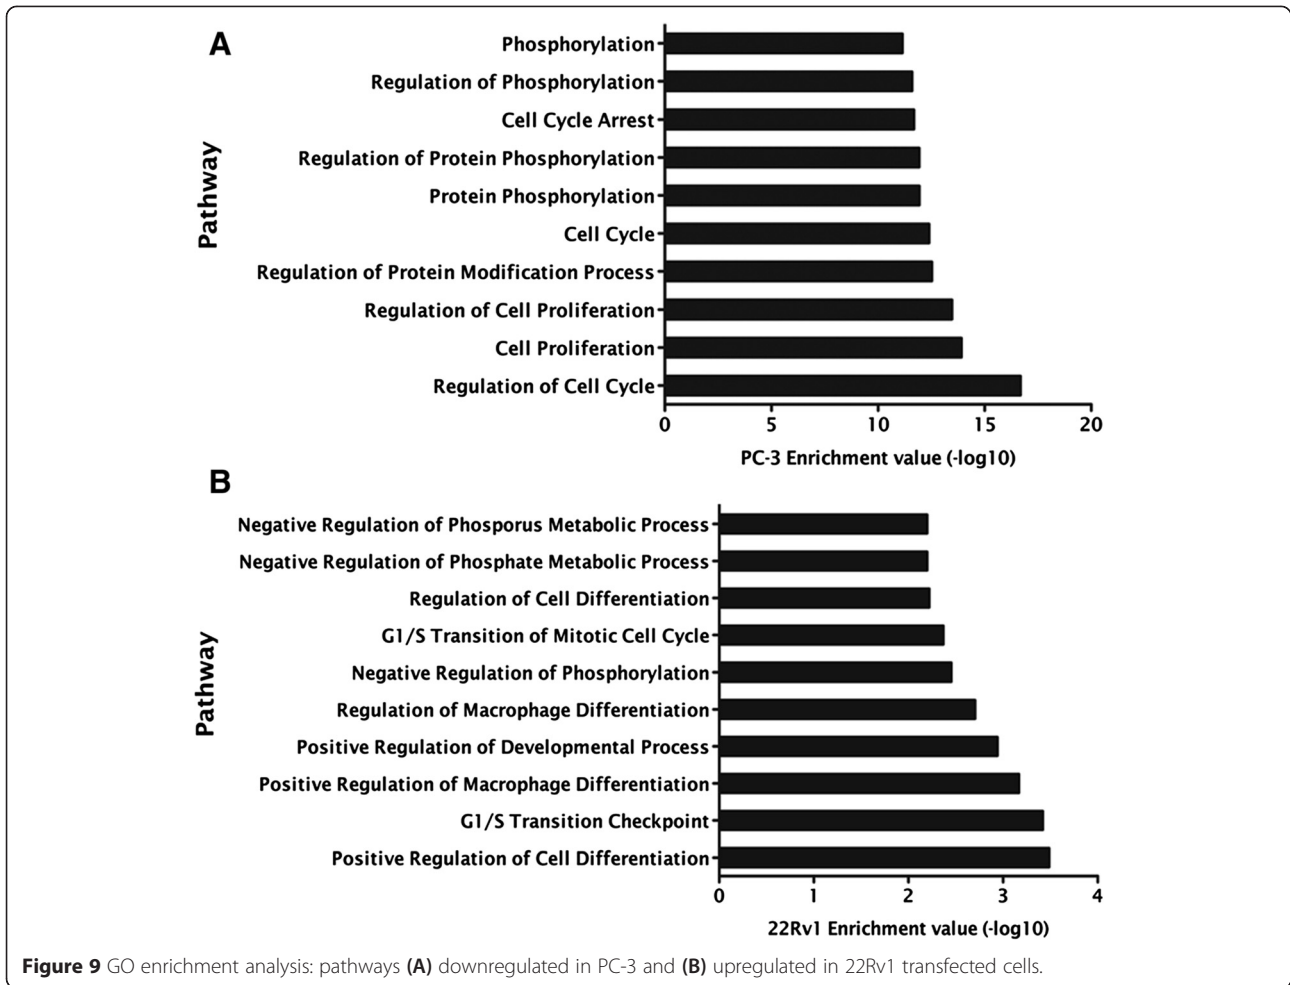 A
Pathway
Phosphorylation
Regulation of Phosphorylation
Cell Cycle Arrest
Regulation of Protein Phosphorylation
Protein Phosphorylation
Cell Cycle
Regulation of Protein Modification Process
Regulation of Cell Proliferation
Cell Proliferation
Regulation of Cell Cycle
0 5 10 15 20
PC-3 Enrichment value (-log10)
B
Pathway
Negative Regulation of Phosporus Metabolic Process
Negative Regulation of Phosphate Metabolic Process
Regulation of Cell Differentiation
G1/S Transition of Mitotic Cell Cycle
Negative Regulation of Phosphorylation
Regulation of Macrophage Differentiation
Positive Regulation of Developmental Process
Positive Regulation of Macrophage Differentiation
G1/S Transition Checkpoint
Positive Regulation of Cell Differentiation
0 1 2 3 4
22Rv1 Enrichment value (-log10)
Figure 9 GO enrichment analysis: pathways (A) downregulated in PC-3 and (B) upregulated in 22Rv1 transfected cells.